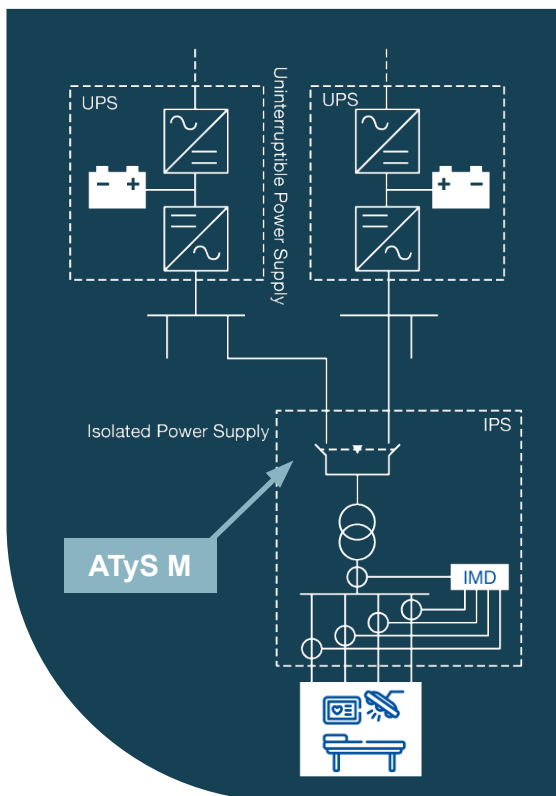 UPS
Uninterruptible Power Supply
UPS
Isolated Power Supply
IPS
ATyS M
IMD